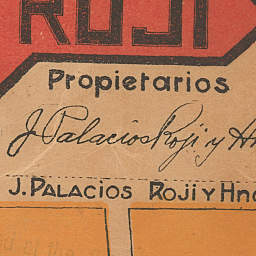 ROJI
Propietarios
J. Palacios Roji y Hn
J. PALACIOS ROJI Y Hno